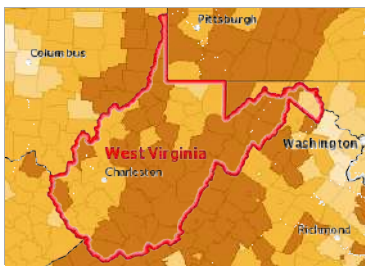 Pittsburgh
Columbus
West Virginia
Charleston
Washington
Richmond